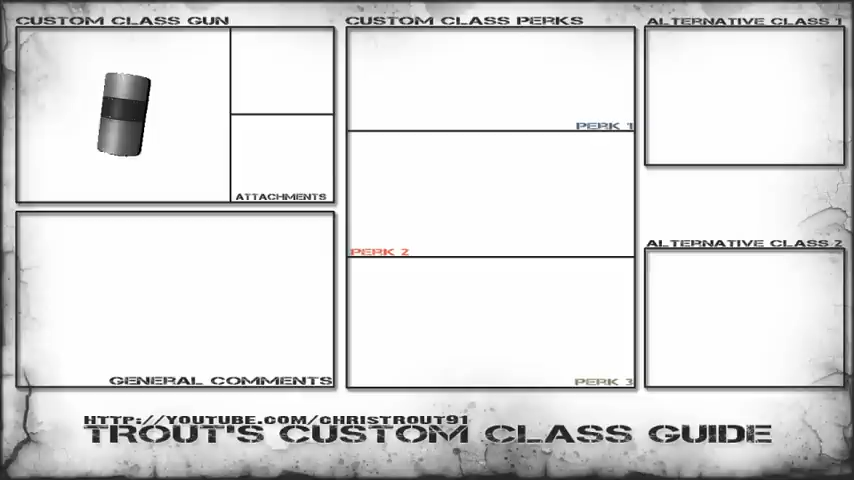 CUSTOM CLASS GUN
CUSTOM CLASS PERKS
ALTERNATIVE CLASS 1
PERK 1
ATTACHMENTS
ALTERNATIVE CLASS 2
PERK 2
GENERAL COMMENTS
PERK 3
HTTP://YOUTUBE.COM/CHRISTROUT91
TROUT'S CUSTOM CLASS GUIDE